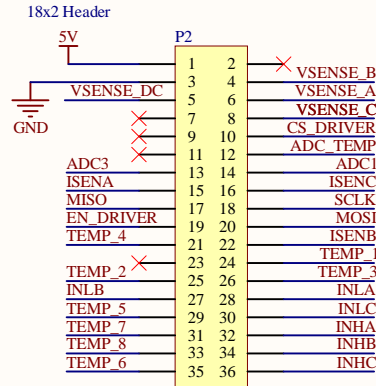 18x2 Header
5V P2
1 2
3 4 VSENSE_B
VSENSE_DC 5 6 VSENSE_A
GND
7 8 VSENSE_C
9 10 CS_DRIVER
11 12 ADC_TEMP
ADC3 13 14 ADC1
ISENA 15 16 ISENC
MISO 17 18 SCLK
EN_DRIVER 19 20 MOSI
TEMP_4 21 22 ISENB
23 24 TEMP_1
TEMP_2 25 26 TEMP_3
INLB 27 28 INLA
TEMP_5 29 30 INLC
TEMP_7 31 32 INHA
TEMP_8 33 34 INHB
TEMP_6 35 36 INHC